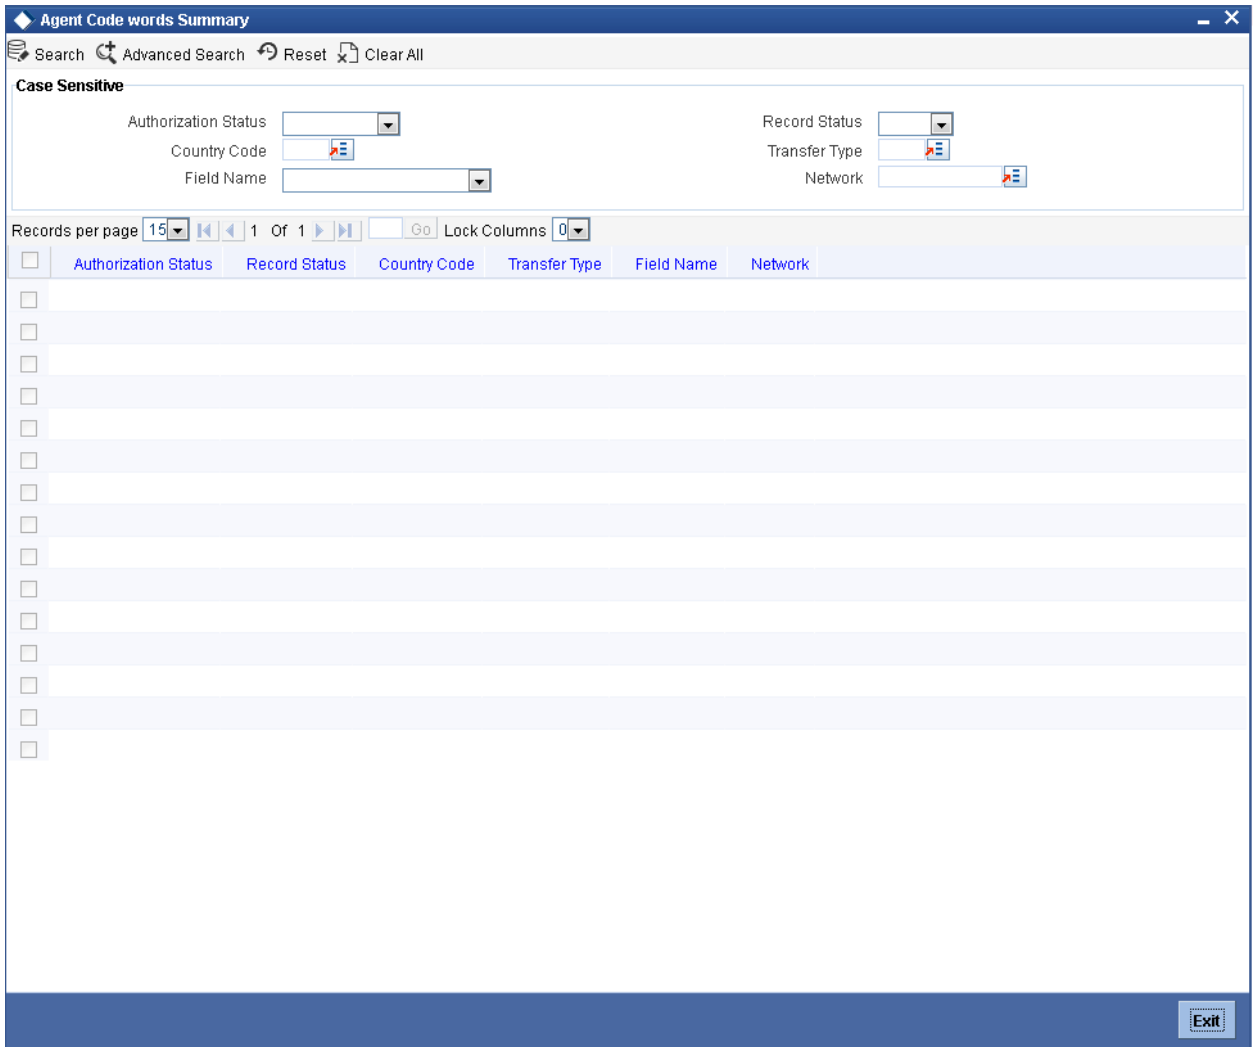 Agent Code words Summary
Search Advanced Search Reset Clear All
Case Sensitive
Authorization Status Record Status
Country Code Transfer Type
Field Name Network
Records per page 15 1 Of 1 Go Lock Columns 0
Authorization Status Record Status Country Code Transfer Type Field Name Network
Exit